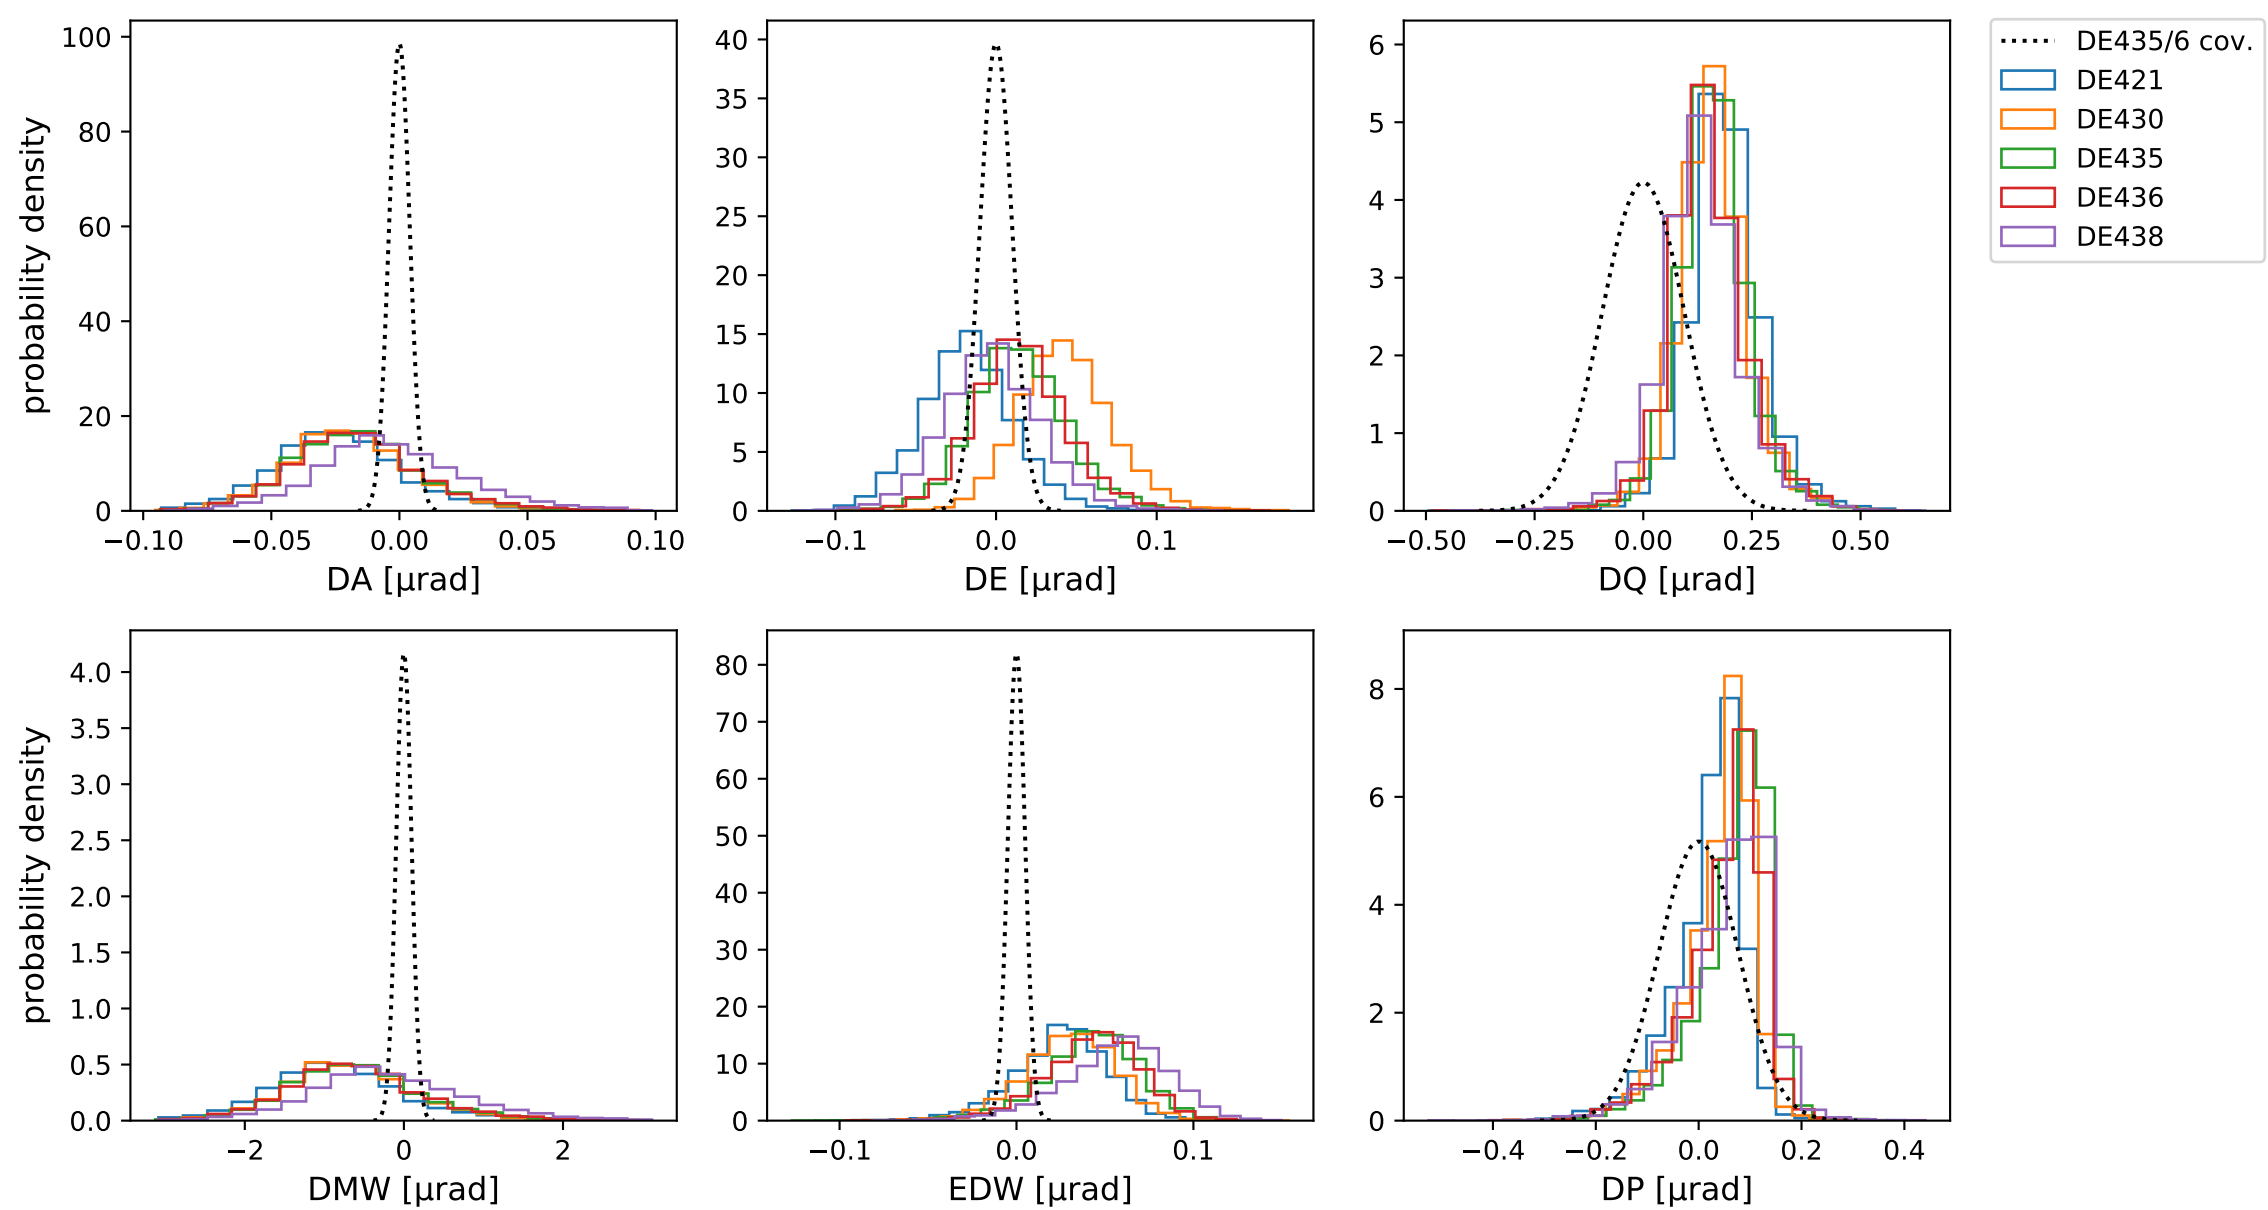 probability density
100
80
60
40
20
0
−0.10 −0.05 0.00 0.05 0.10
DA [μrad]
40
35
30
25
20
15
10
5
0
−0.1 0.0 0.1
DE [μrad]
6
5
4
3
2
1
0
−0.50 −0.25 0.00 0.25 0.50
DQ [μrad]
DE435/6 cov.
DE421
DE430
DE435
DE436
DE438
probability density
4.0
3.5
3.0
2.5
2.0
1.5
1.0
0.5
0.0
−2 0 2
DMW [μrad]
80
70
60
50
40
30
20
10
0
−0.1 0.0 0.1
EDW [μrad]
8
6
4
2
0
−0.4 −0.2 0.0 0.2 0.4
DP [μrad]